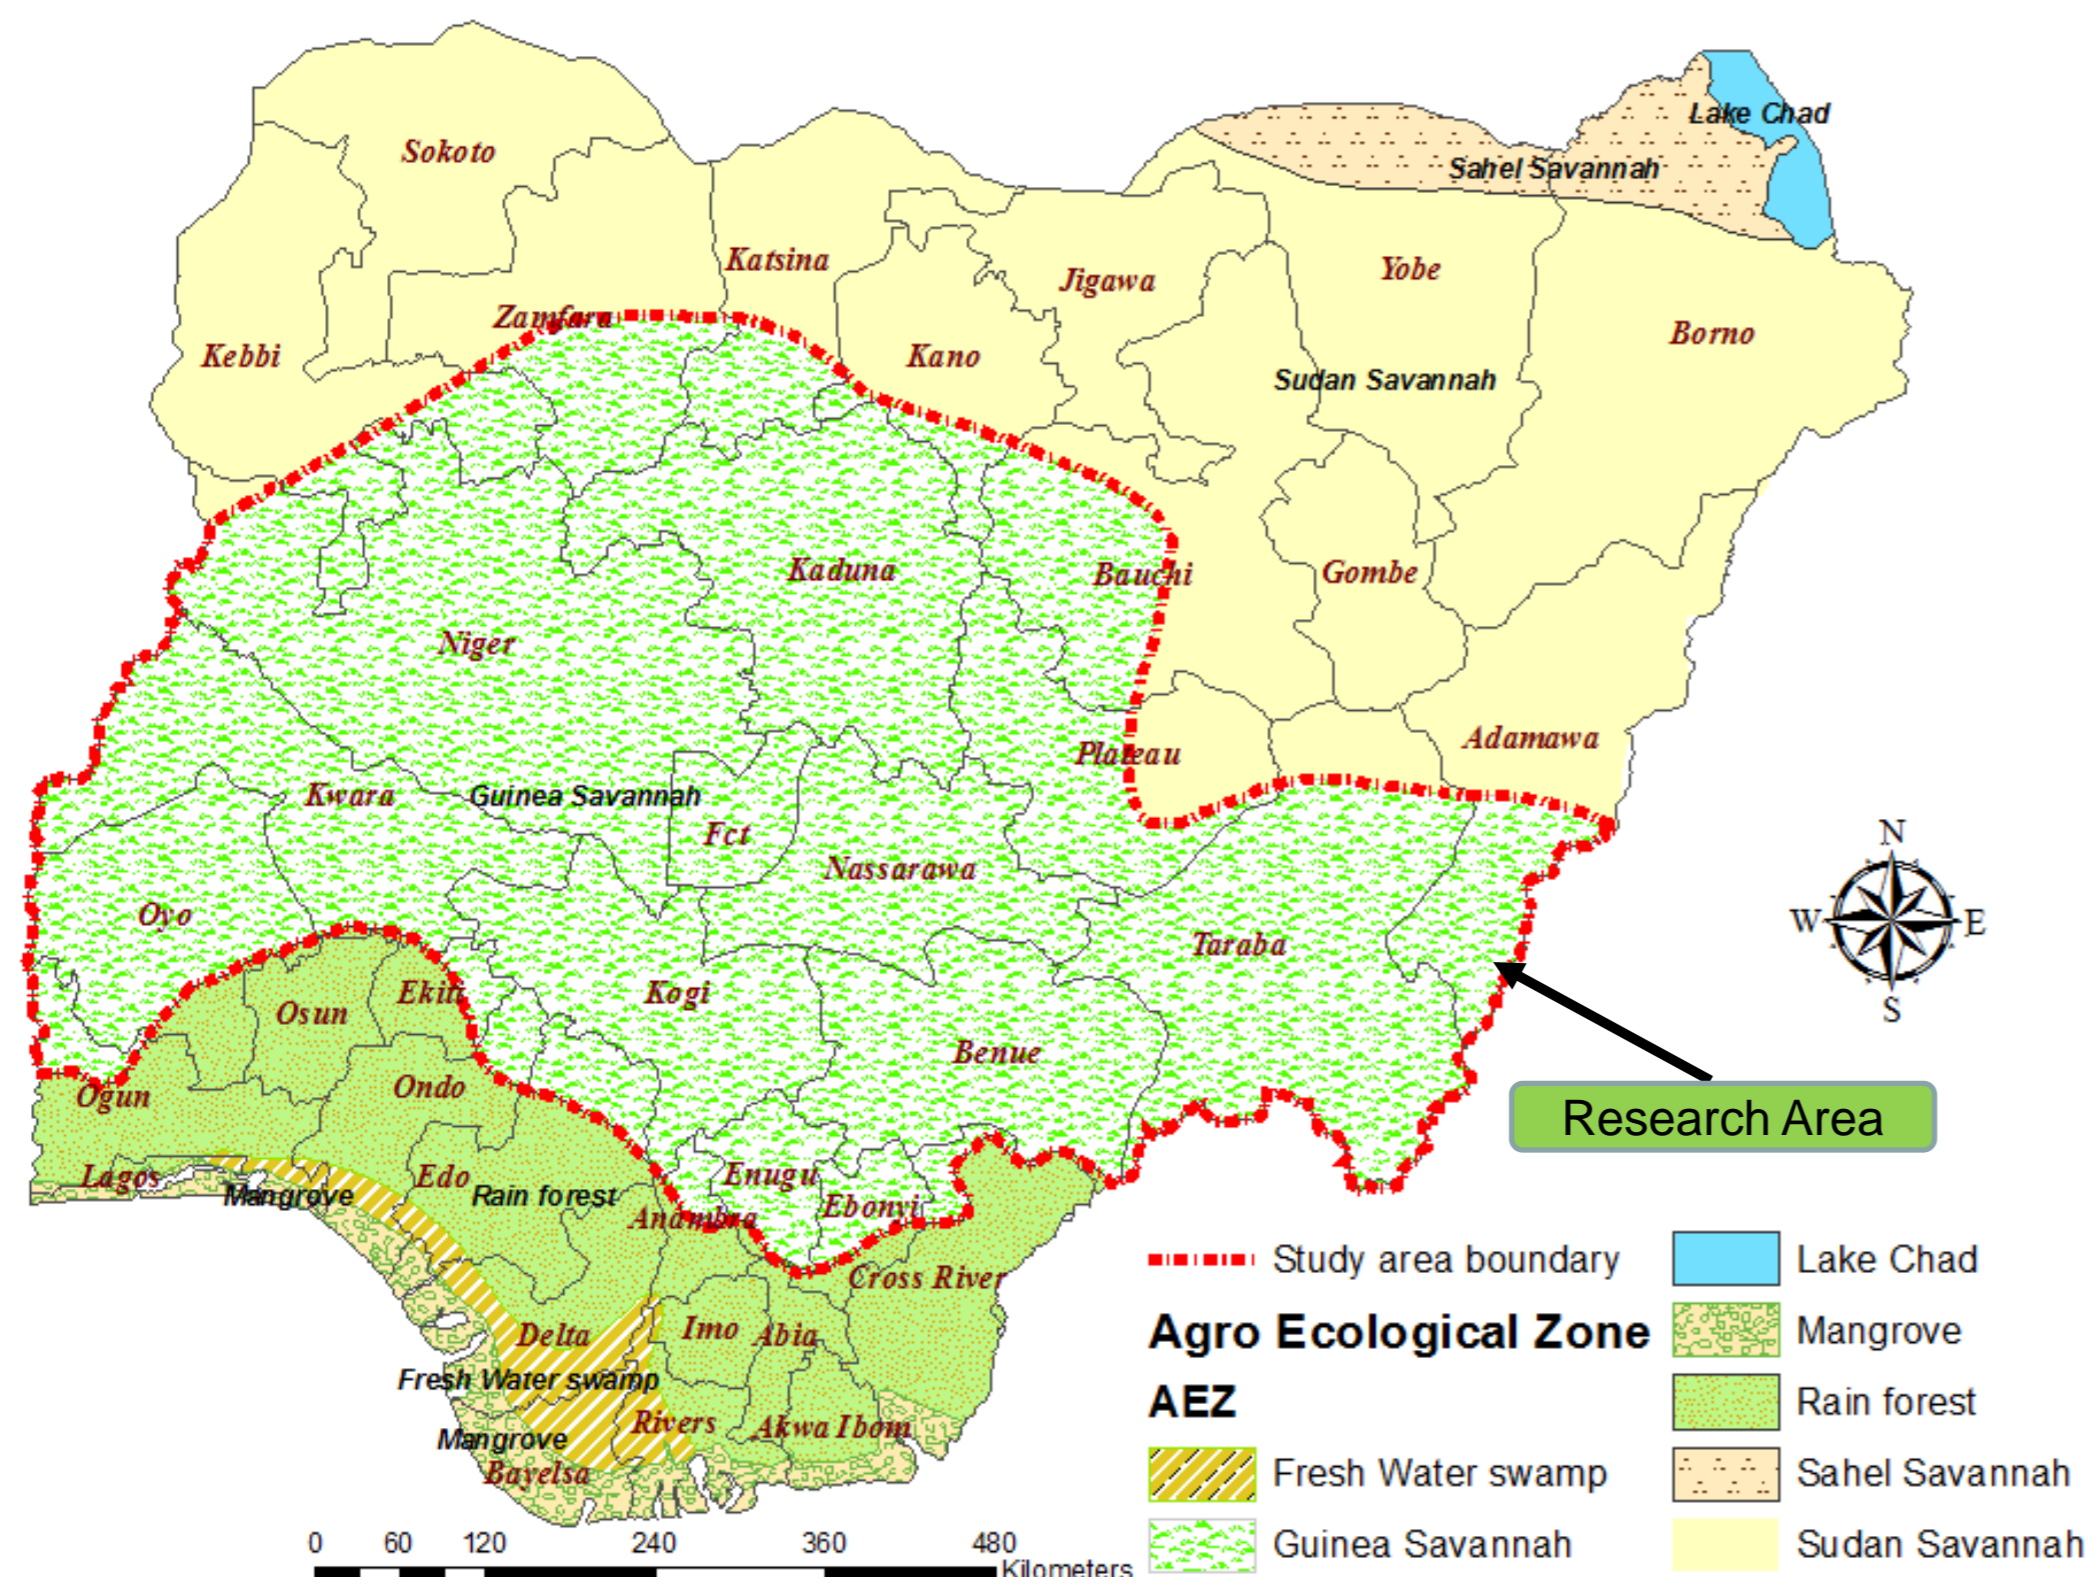 Lake Chad
Sokoto
Sahel Savannah
Katsina
Jigawa
Yobe
Zamfara
Borno
Kebbi
Kano
Sudan Savannah
Kaduna
Bauchi
Gombe
Niger
Adamawa
Plateau
Kwara
Guinea Savannah
Fct
Nassarawa
N
W
E
S
Oyo
Taraba
Kogi
Ekiti
Osun
Benue
Ondo
Ogun
Research Area
Lagos
Mangrove
Edo
Rain forest
Enugu
Ebonyi
Anambra
Cross River
Delta
Imo
Abia
Fresh Water swamp
Rivers
Akwa Ibom
Mangrove
Bayelsa
Study area boundary
Agro Ecological Zone
AEZ
Fresh Water swamp
Guinea Savannah
Lake Chad
Mangrove
Rain forest
Sahel Savannah
Sudan Savannah
0 60 120 240 360 480
Kilometers